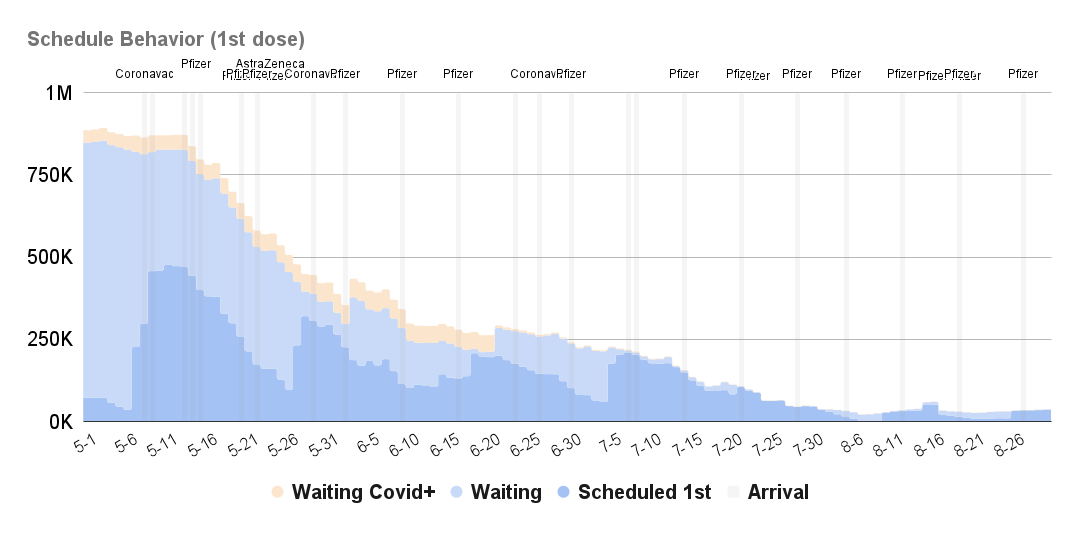 Schedule Behavior (1st dose)
Pfizer AstraZeneca
Coronavac Pfizer Coronav Pfizer Pfizer Pfizer Coronav Pfizer Pfizer Pfizer Pfizer Pfizer Pfizer Pfizer Pfizer
1M
750K
500K
250K
0K
5-1 5-6 5-11 5-16 5-21 5-26 5-31 6-5 6-10 6-15 6-20 6-25 6-30 7-5 7-10 7-15 7-20 7-25 7-30 8-6 8-11 8-16 8-21 8-26
Waiting Covid+ Waiting Scheduled 1st Arrival